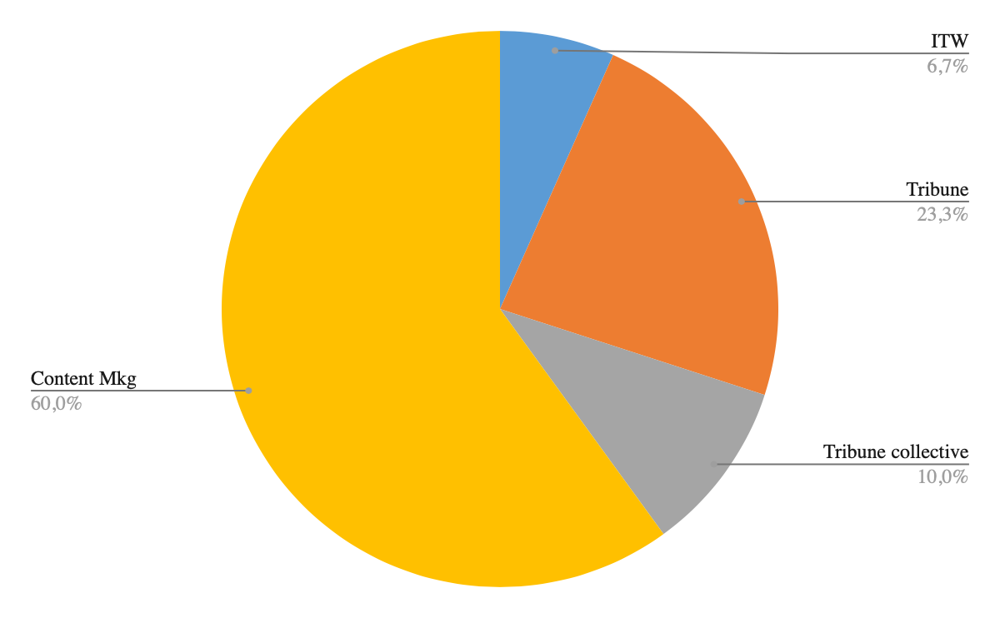 ITW
6,7%
Tribune
23,3%
Content Mkg
60,0%
Tribune collective
10,0%